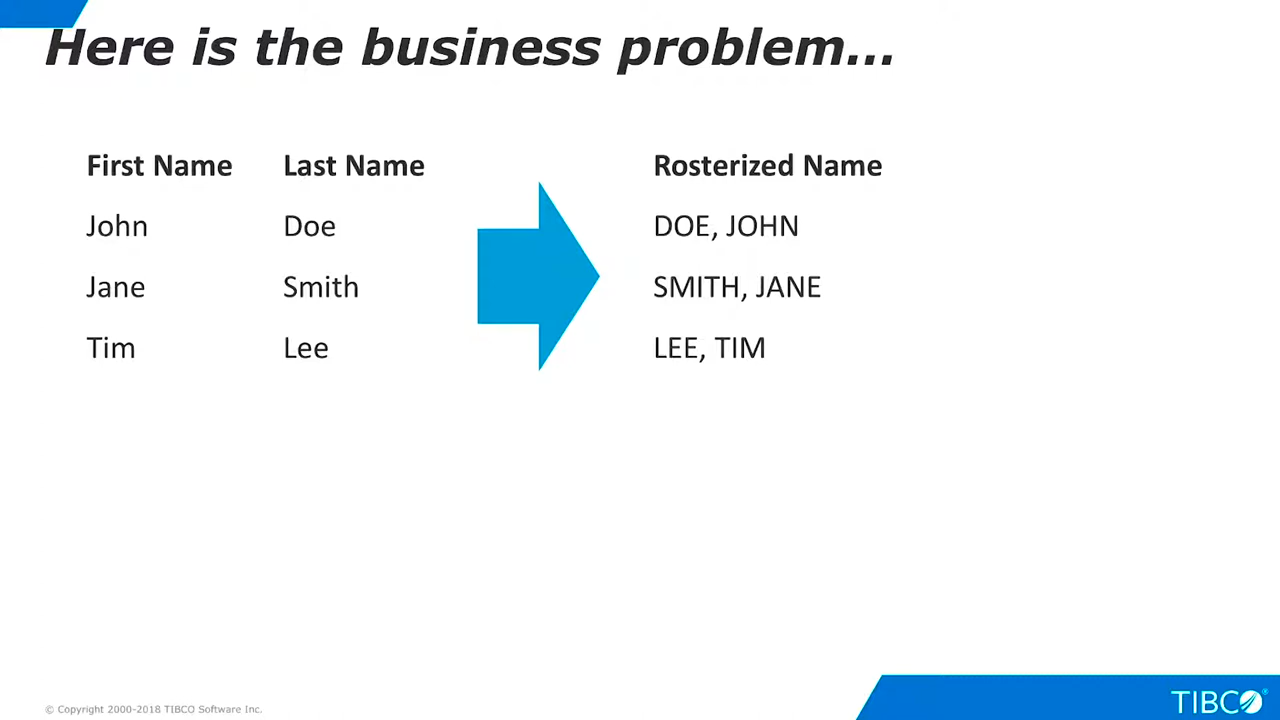 Here is the business problem...
First Name Last Name Rosterized Name
John Doe DOE, JOHN
Jane Smith SMITH, JANE
Tim Lee LEE, TIM
© Copyright 2000-2018 TIBCO Software Inc.
TIBCO®